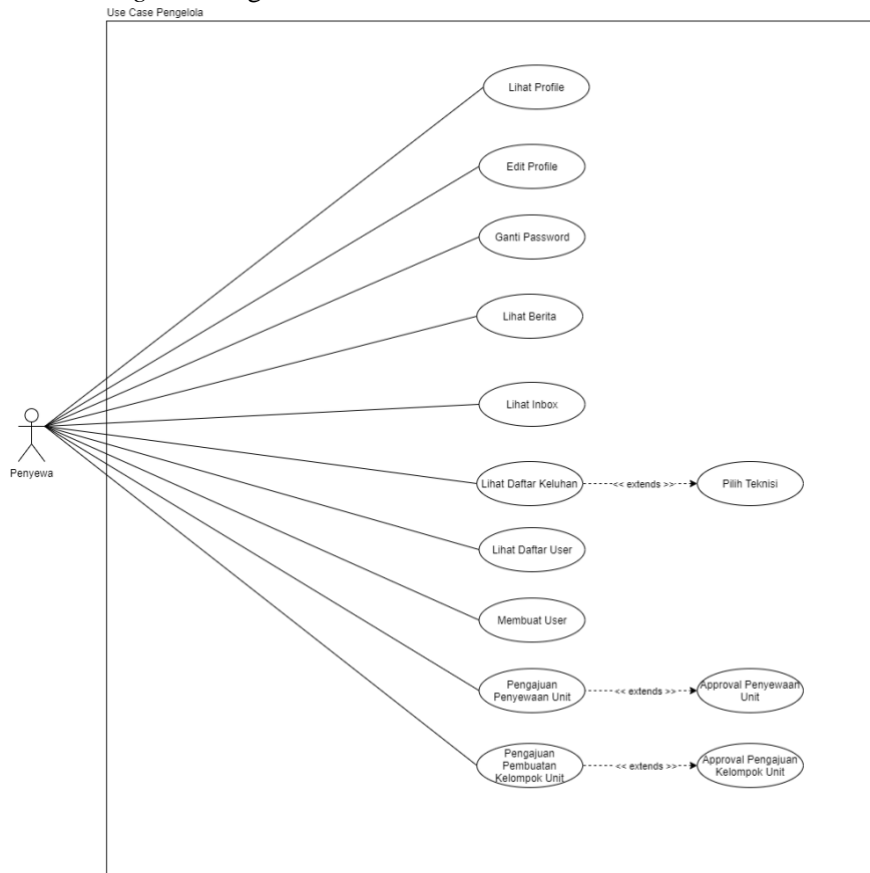 Use Case Pengelola
Lihat Profile
Edit Profile
Ganti Password
Lihat Berita
Lihat Inbox
Penyewa
Lihat Daftar Keluhan
<< extends >>
Pilih Teknisi
Lihat Daftar User
Membuat User
Pengajuan
Penyewaan Unit
<< extends >>
Approval Penyewaan
Unit
Pengajuan
Pembuatan
Kelompok Unit
<< extends >>
Approval Pengajuan
Kelompok Unit